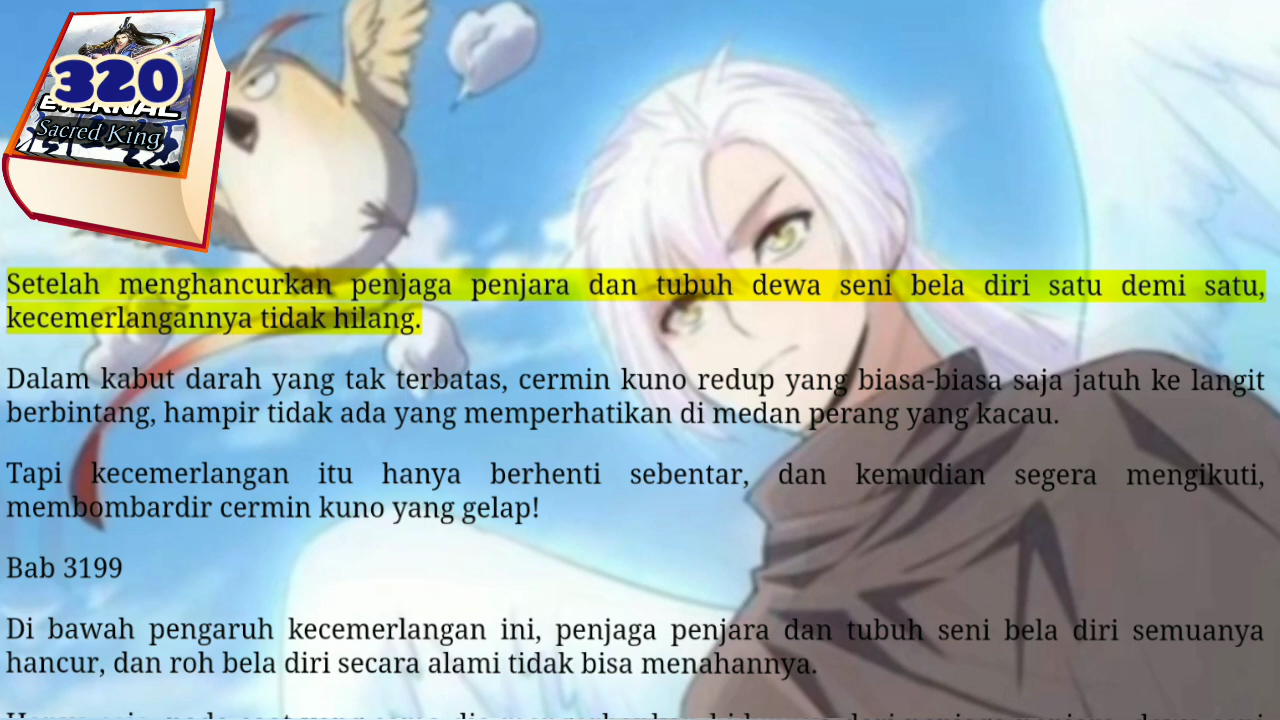 320
ETERNAL
Sacred King
Setelah menghancurkan penjaga penjara dan tubuh dewa seni bela diri satu demi satu,
kecemerlangannya tidak hilang.
Dalam kabut darah yang tak terbatas, cermin kuno redup yang biasa-biasa saja jatuh ke langit
berbintang, hampir tidak ada yang memperhatikan di medan perang yang kacau.
Tapi kecemerlangan itu hanya berhenti sebentar, dan kemudian segera mengikuti,
membombardir cermin kuno yang gelap!
Bab 3199
Di bawah pengaruh kecemerlangan ini, penjaga penjara dan tubuh seni bela diri semuanya
hancur, dan roh bela diri secara alami tidak bisa menahannya.